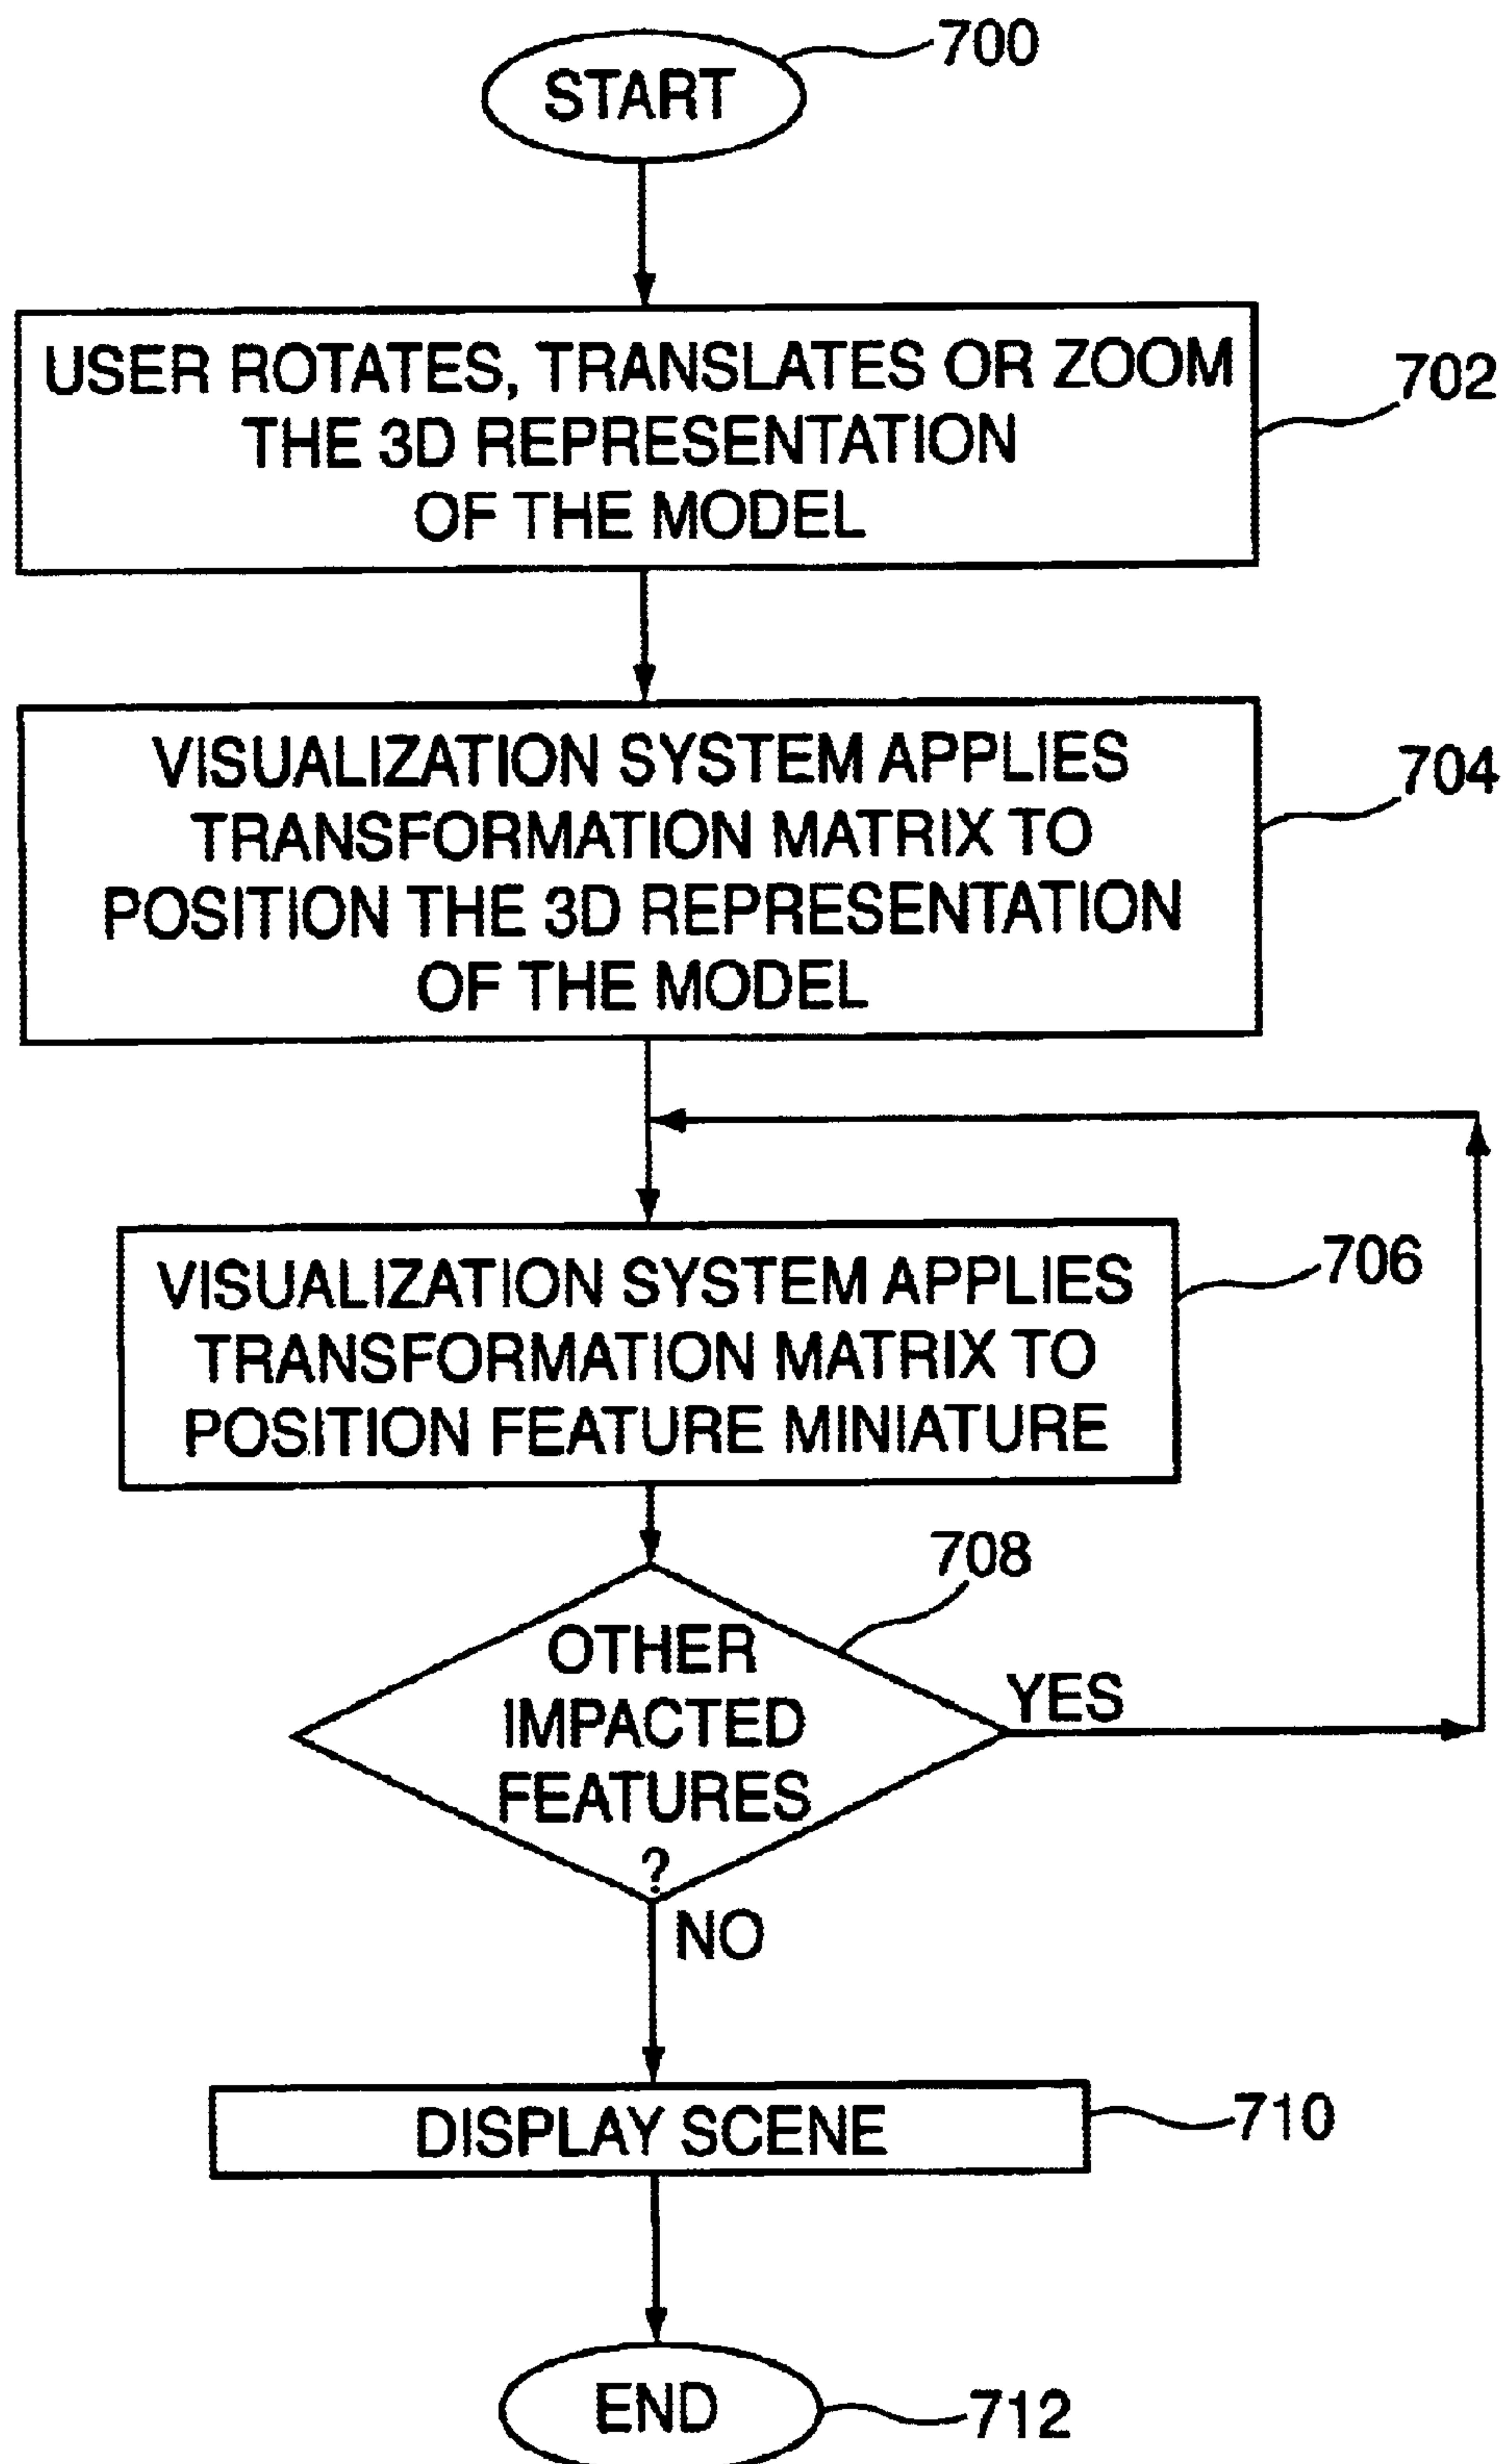 START
700
USER ROTATES, TRANSLATES OR ZOOM
THE 3D REPRESENTATION
OF THE MODEL
702
VISUALIZATION SYSTEM APPLIES
TRANSFORMATION MATRIX TO
POSITION THE 3D REPRESENTATION
OF THE MODEL
704
VISUALIZATION SYSTEM APPLIES
TRANSFORMATION MATRIX TO
POSITION FEATURE MINIATURE
706
708
OTHER
IMPACTED
FEATURES
?
YES
NO
DISPLAY SCENE
710
END
712